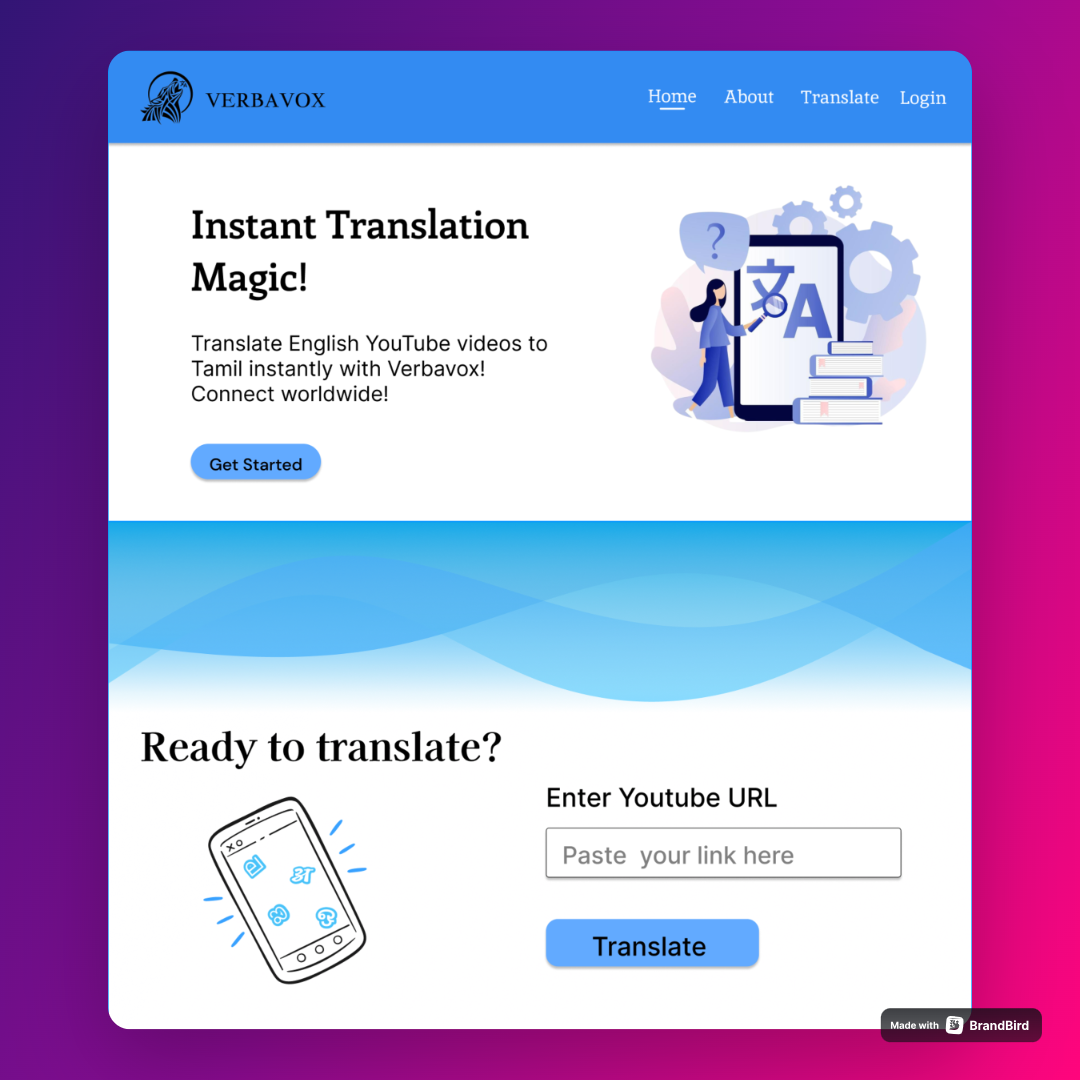 VERBAVOX
Home About Translate Login
Instant Translation
Magic!
?
文
A
Translate English YouTube videos to
Tamil instantly with Verbavox!
Connect worldwide!
Get Started
Ready to translate?
Enter Youtube URL
Paste  your link here
अ
Translate
Made with BrandBird